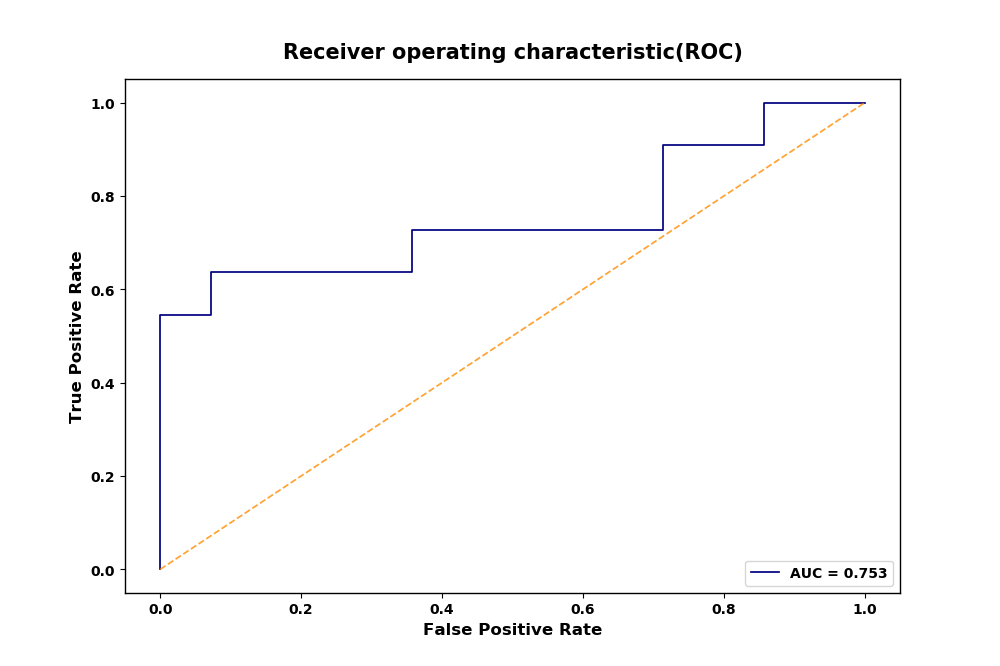 Receiver operating characteristic(ROC)
1.0
0.8
0.6
0.4
0.2
0.0
True Positive Rate
AUC = 0.753
0.0 0.2 0.4 0.6 0.8 1.0
False Positive Rate